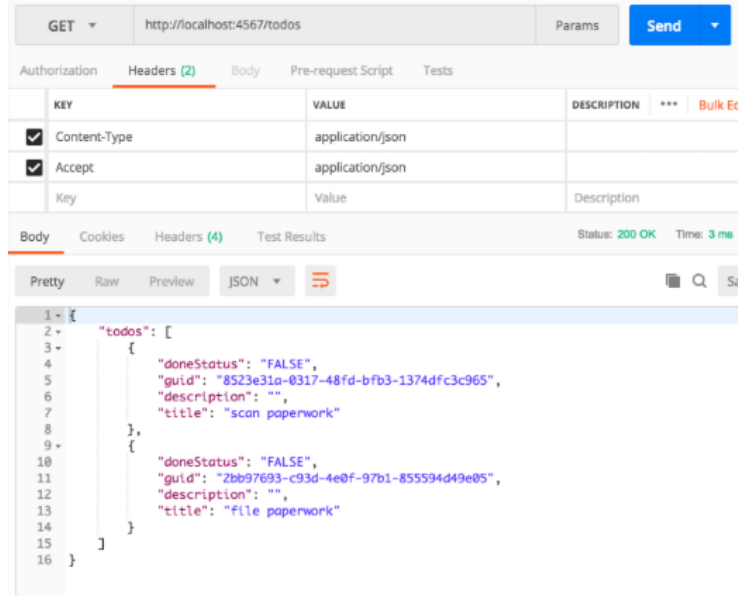 GET http://localhost:4567/todos Params Send
Authorization Headers (2) Body Pre-request Script Tests
KEY VALUE DESCRIPTION ••• Bulk Ed
Content-Type application/json
Accept application/json
Key Value Description
Body Cookies Headers (4) Test Results Status: 200 OK Time: 3 ms
Pretty Raw Preview JSON Sa
1 {
2 "todos": [
3 {
4 "doneStatus": "FALSE",
5 "guid": "8523e31a-0317-48fd-bfb3-1374dfc3c965",
6 "description": "",
7 "title": "scan paperwork"
8 },
9 {
10 "doneStatus": "FALSE",
11 "guid": "2bb97693-c93d-4e0f-97b1-855594d49e05",
12 "description": "",
13 "title": "file paperwork"
14 }
15 ]
16 }